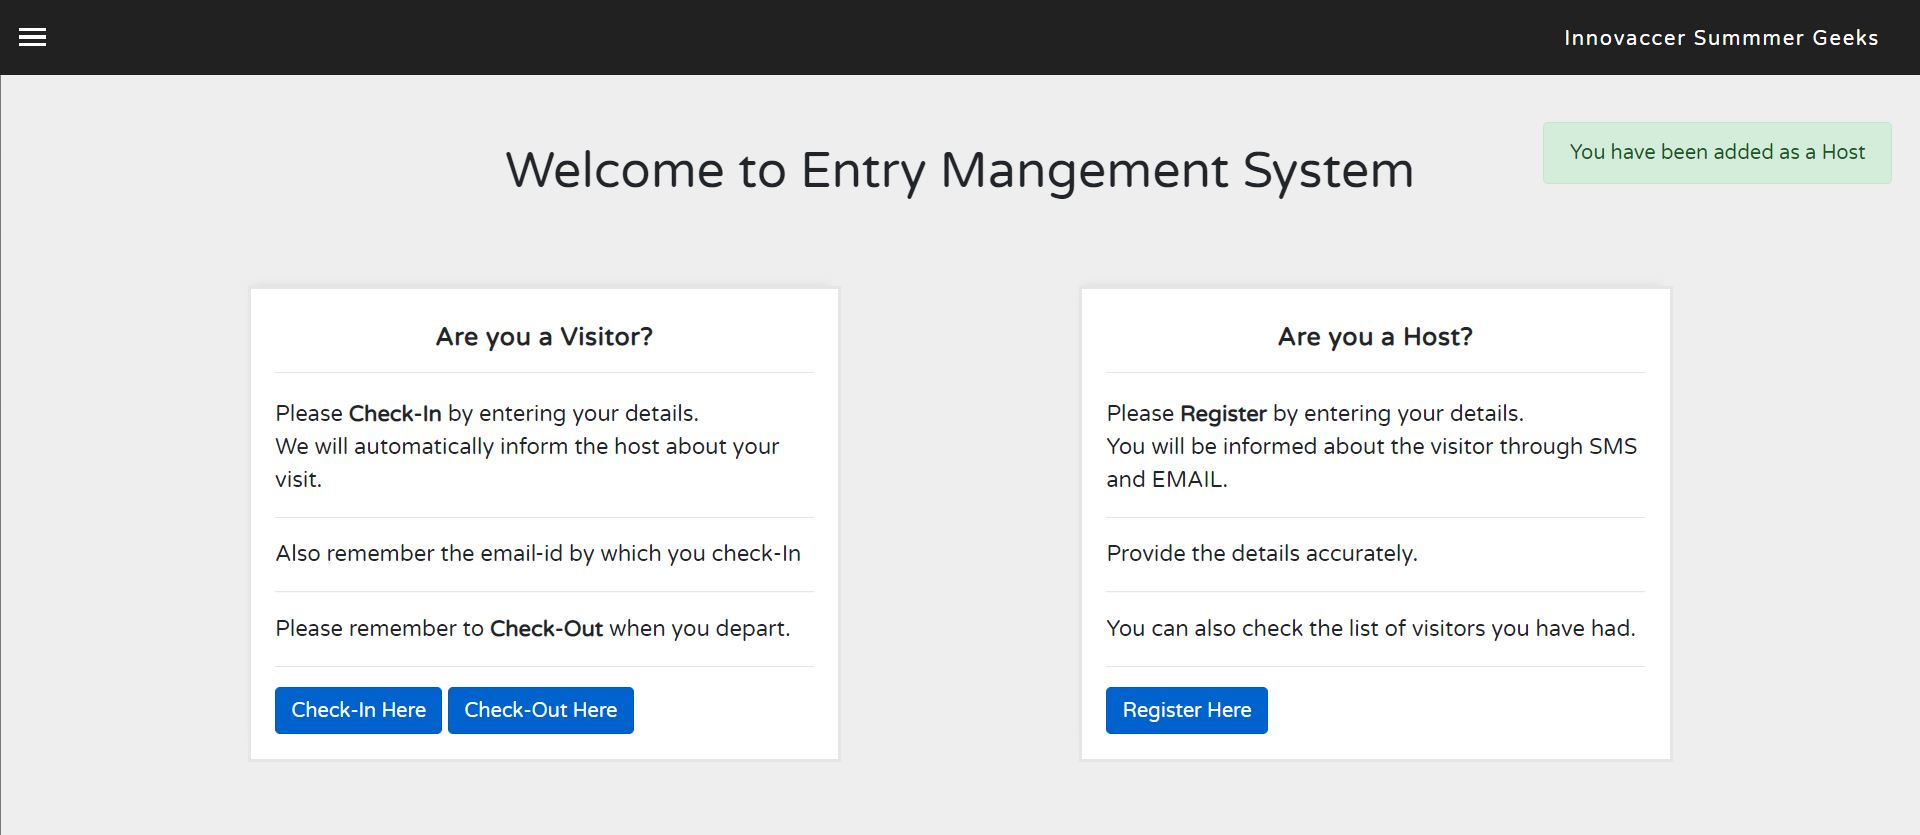 Innovaccer Summmer Geeks
You have been added as a Host
Welcome to Entry Mangement System
Are you a Visitor?
Please Check-In by entering your details.
We will automatically inform the host about your
visit.
Also remember the email-id by which you check-In
Please remember to Check-Out when you depart.
Check-In Here
Check-Out Here
Are you a Host?
Please Register by entering your details.
You will be informed about the visitor through SMS
and EMAIL.
Provide the details accurately.
You can also check the list of visitors you have had.
Register Here